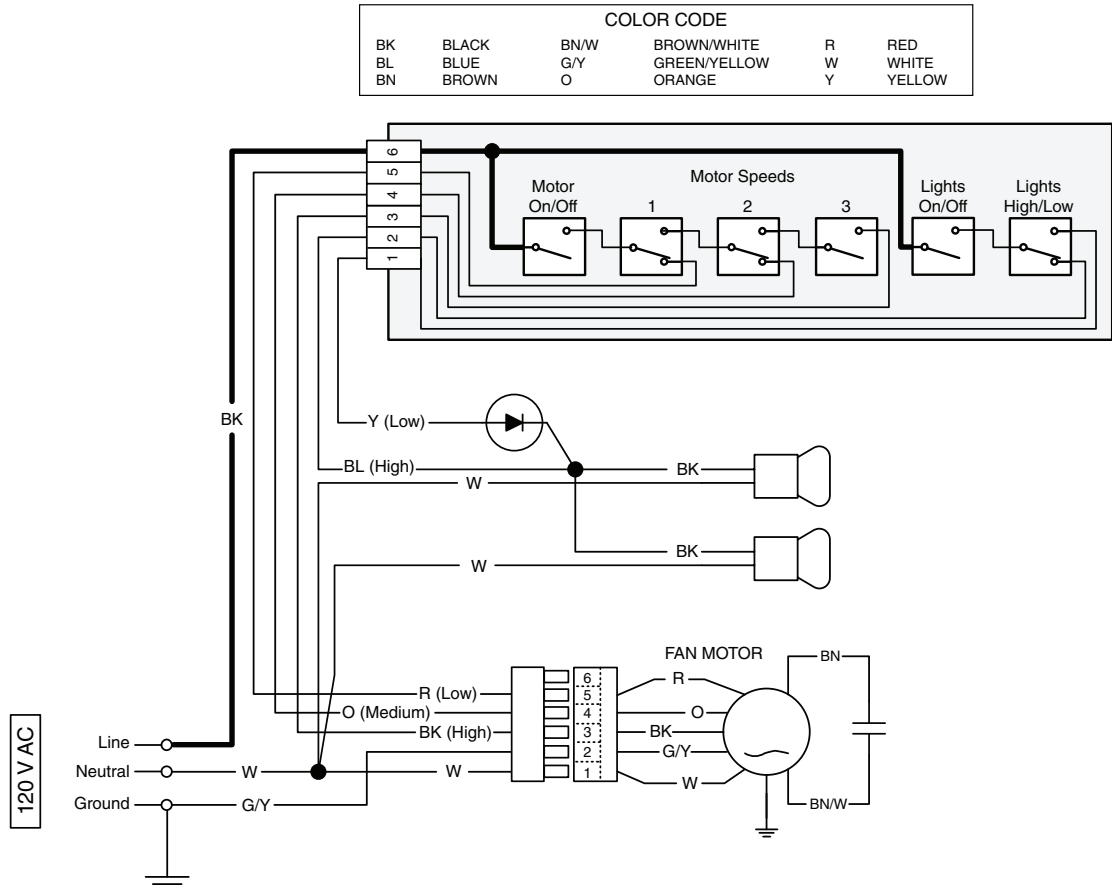 COLOR CODE
BK BLACK BN/W BROWN/WHITE R RED
BL BLUE G/Y GREEN/YELLOW W WHITE
BN BROWN O ORANGE Y YELLOW
6
5
4
3
2
1
Motor On/Off
Motor Speeds
1 2 3
Lights On/Off
Lights High/Low
BK
Y (Low)
BL (High)
BK
W
BK
W
FAN MOTOR
BN
6
5
4
3
2
1
R (Low)
R
O (Medium)
O
BK (High)
BK
G/Y
W
W
BN/W
120 V AC
Line
Neutral
W
Ground
G/Y